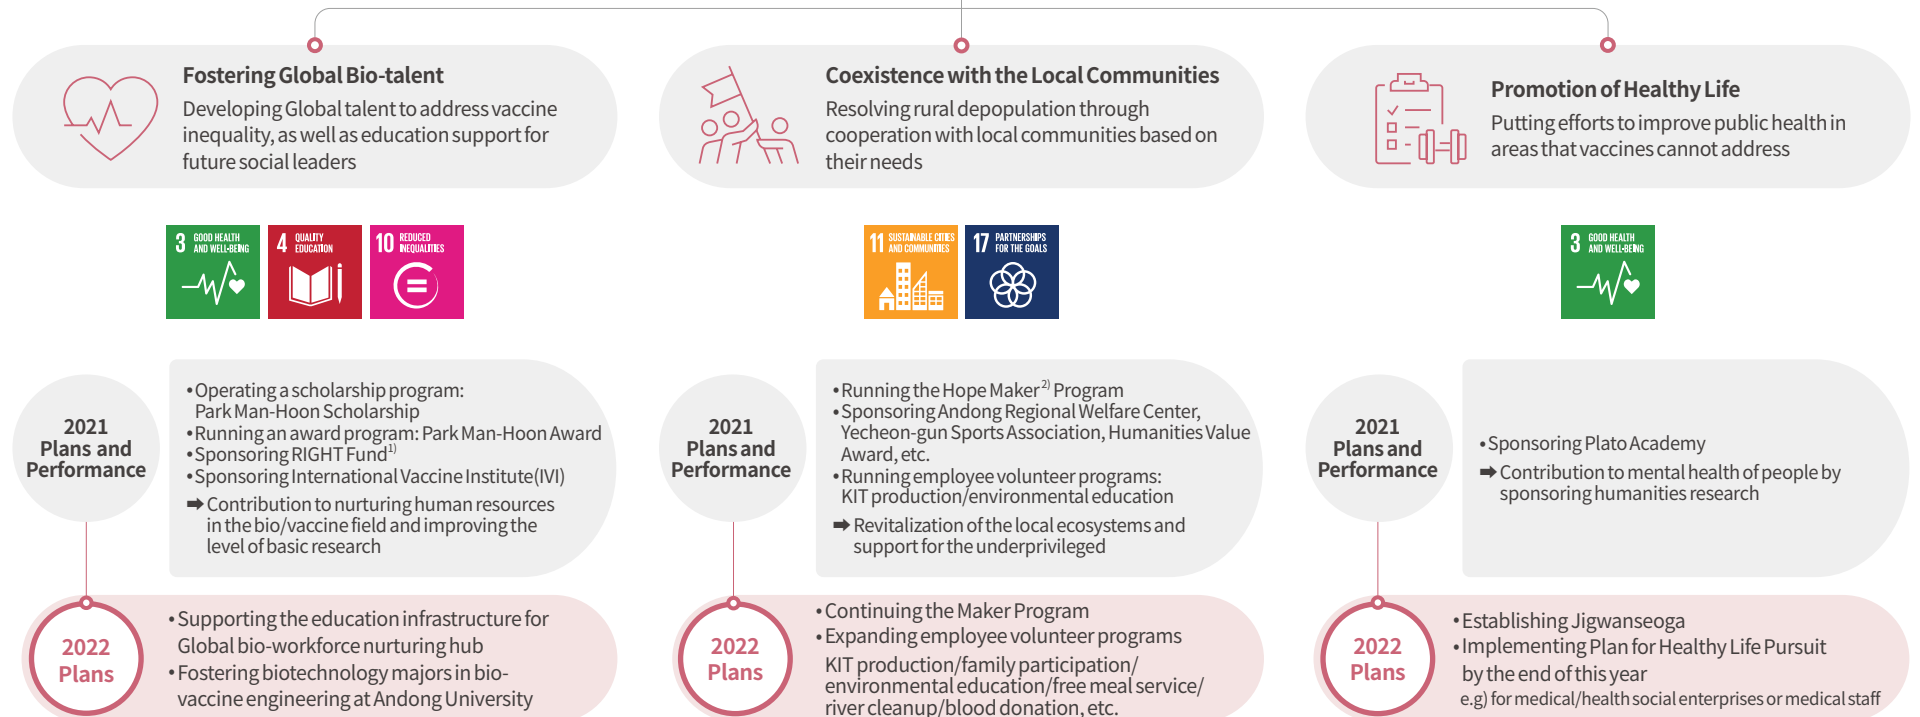 Fostering Global Bio-talent
Developing Global talent to address vaccine
inequality, as well as education support for
future social leaders
3 GOOD HEALTH
AND WELL-BEING
4 QUALITY
EDUCATION
10 REDUCED
INEQUALITIES
2021
Plans and
Performance
• Operating a scholarship program:
Park Man-Hoon Scholarship
• Running an award program: Park Man-Hoon Award
• Sponsoring RIGHT Fund1)
• Sponsoring International Vaccine Institute(IVI)
➡ Contribution to nurturing human resources
in the bio/vaccine field and improving the
level of basic research
2022
Plans
• Supporting the education infrastructure for
Global bio-workforce nurturing hub
• Fostering biotechnology majors in bio-
vaccine engineering at Andong University
Coexistence with the Local Communities
Resolving rural depopulation through
cooperation with local communities based on
their needs
11 SUSTAINABLE CITIES
AND COMMUNITIES
17 PARTNERSHIPS
FOR THE GOALS
2021
Plans and
Performance
• Running the Hope Maker2) Program
• Sponsoring Andong Regional Welfare Center,
Yecheon-gun Sports Association, Humanities Value
Award, etc.
• Running employee volunteer programs:
KIT production/environmental education
➡ Revitalization of the local ecosystems and
support for the underprivileged
2022
Plans
• Continuing the Maker Program
• Expanding employee volunteer programs
KIT production/family participation/
environmental education/free meal service/
river cleanup/blood donation, etc.
Promotion of Healthy Life
Putting efforts to improve public health in
areas that vaccines cannot address
3 GOOD HEALTH
AND WELL-BEING
2021
Plans and
Performance
• Sponsoring Plato Academy
➡ Contribution to mental health of people by
sponsoring humanities research
2022
Plans
• Establishing Jigwanseoga
• Implementing Plan for Healthy Life Pursuit
by the end of this year
e.g) for medical/health social enterprises or medical staff